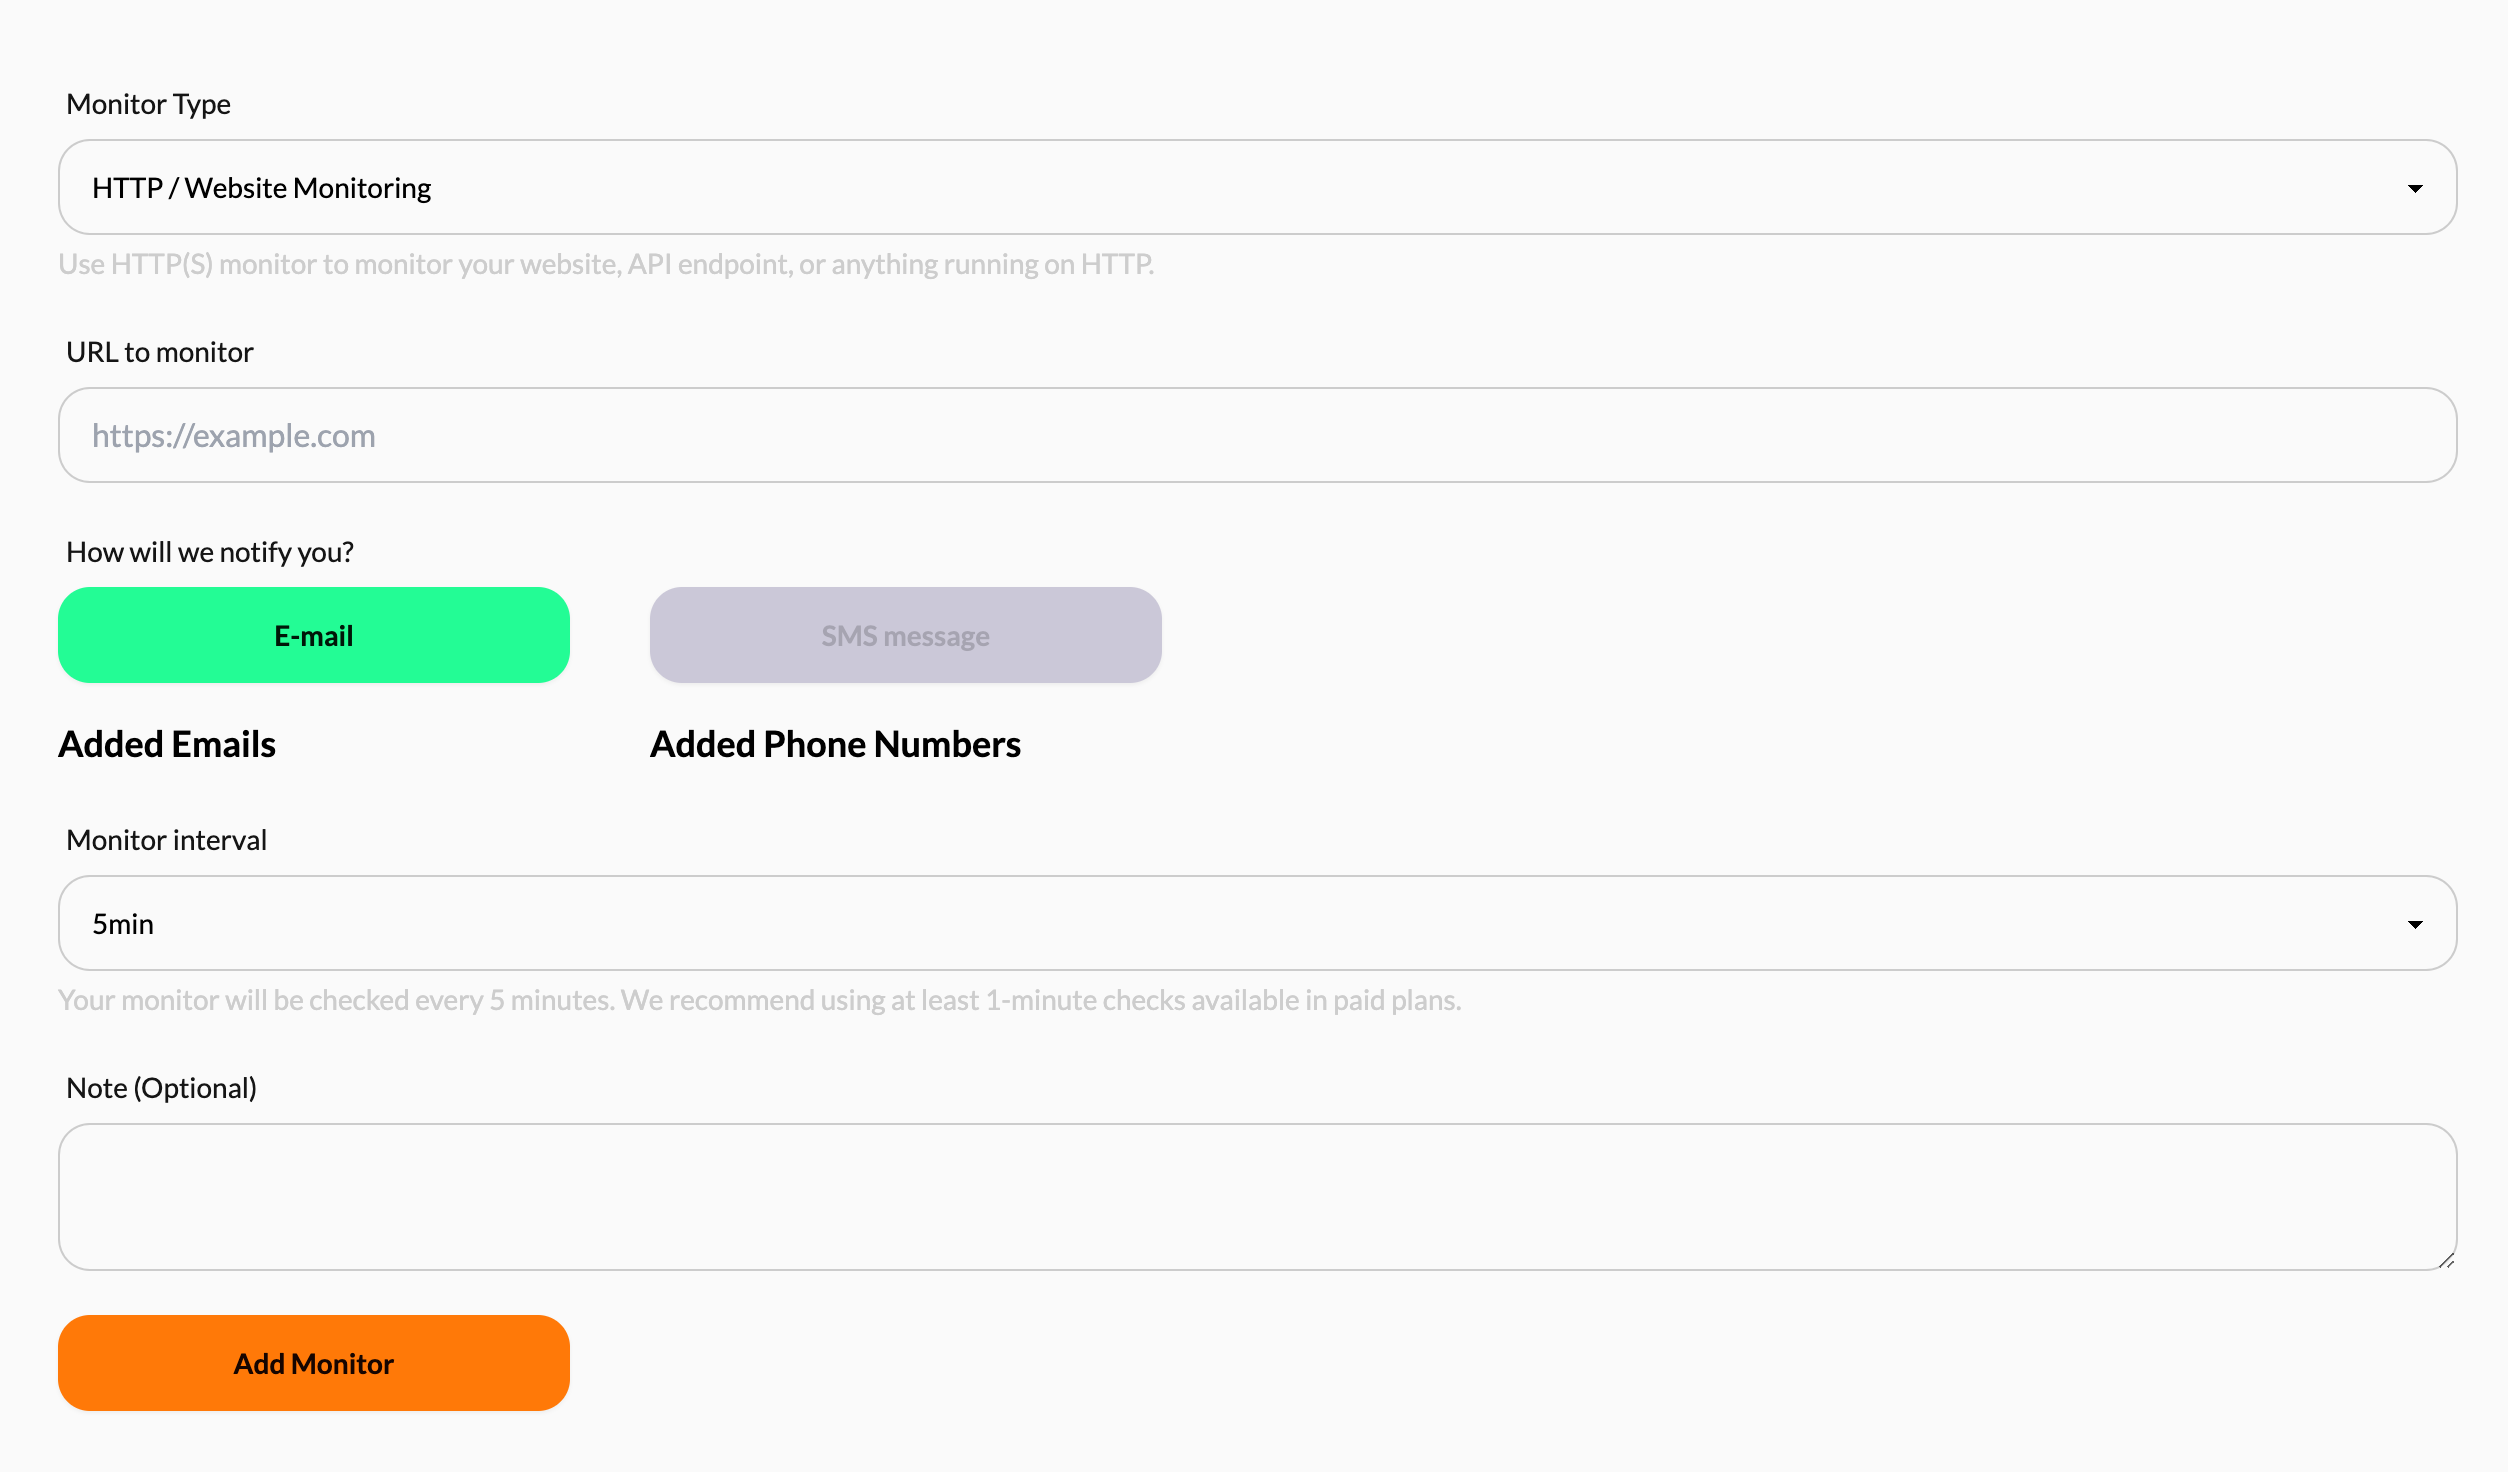 Monitor Type
HTTP / Website Monitoring
Use HTTP(S) monitor to monitor your website, API endpoint, or anything running on HTTP.
URL to monitor
https://example.com
How will we notify you?
E-mail
SMS message
Added Emails
Added Phone Numbers
Monitor interval
5min
Your monitor will be checked every 5 minutes. We recommend using at least 1-minute checks available in paid plans.
Note (Optional)
Add Monitor